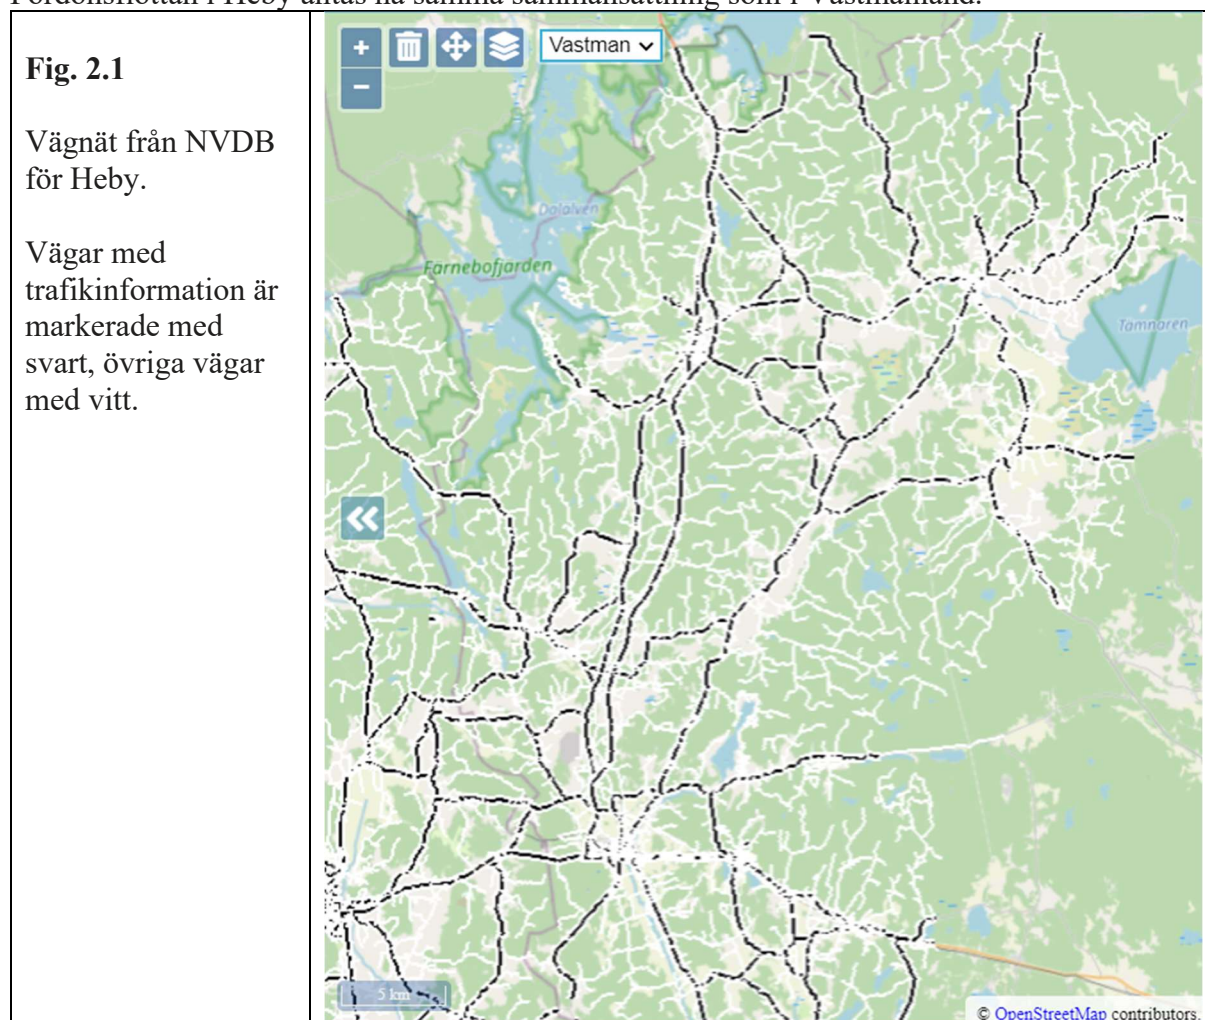 Fordonsflottan i Heby antas ha samma sammansättning som i Västmanland.
Fig. 2.1
Vägnät från NVDB
för Heby.
Vägar med
trafikinformation är
markerade med
svart, övriga vägar
med vitt.
+
−
Vastman
Dalälven
Färnebofjärden
Tämnaren
5 km
© OpenStreetMap contributors.